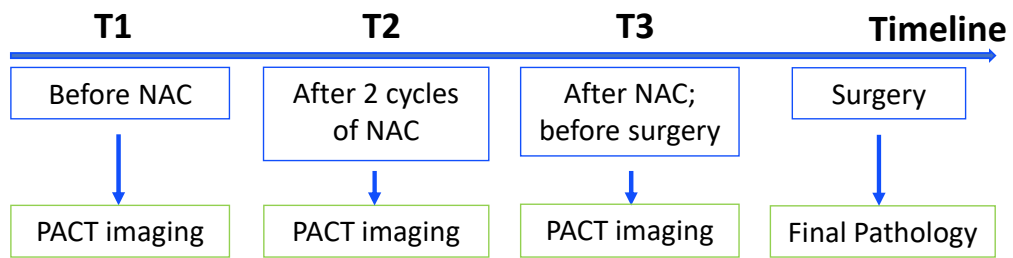 T1
T2
T3
Timeline
Before NAC
After 2 cycles
of NAC
After NAC;
before surgery
Surgery
PACT imaging
PACT imaging
PACT imaging
Final Pathology